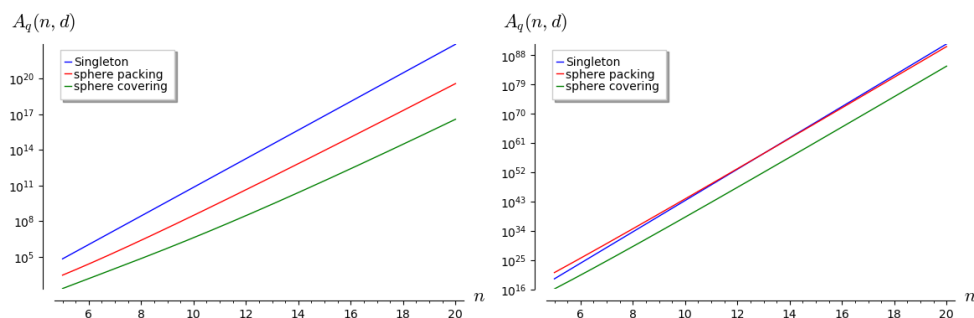 A_q(n, d)
Singleton
sphere packing
sphere covering
10^20
10^17
10^14
10^11
10^8
10^5
6 8 10 12 14 16 18 20
n
A_q(n, d)
Singleton
sphere packing
sphere covering
10^88
10^79
10^70
10^61
10^52
10^43
10^34
10^25
10^16
6 8 10 12 14 16 18 20
n